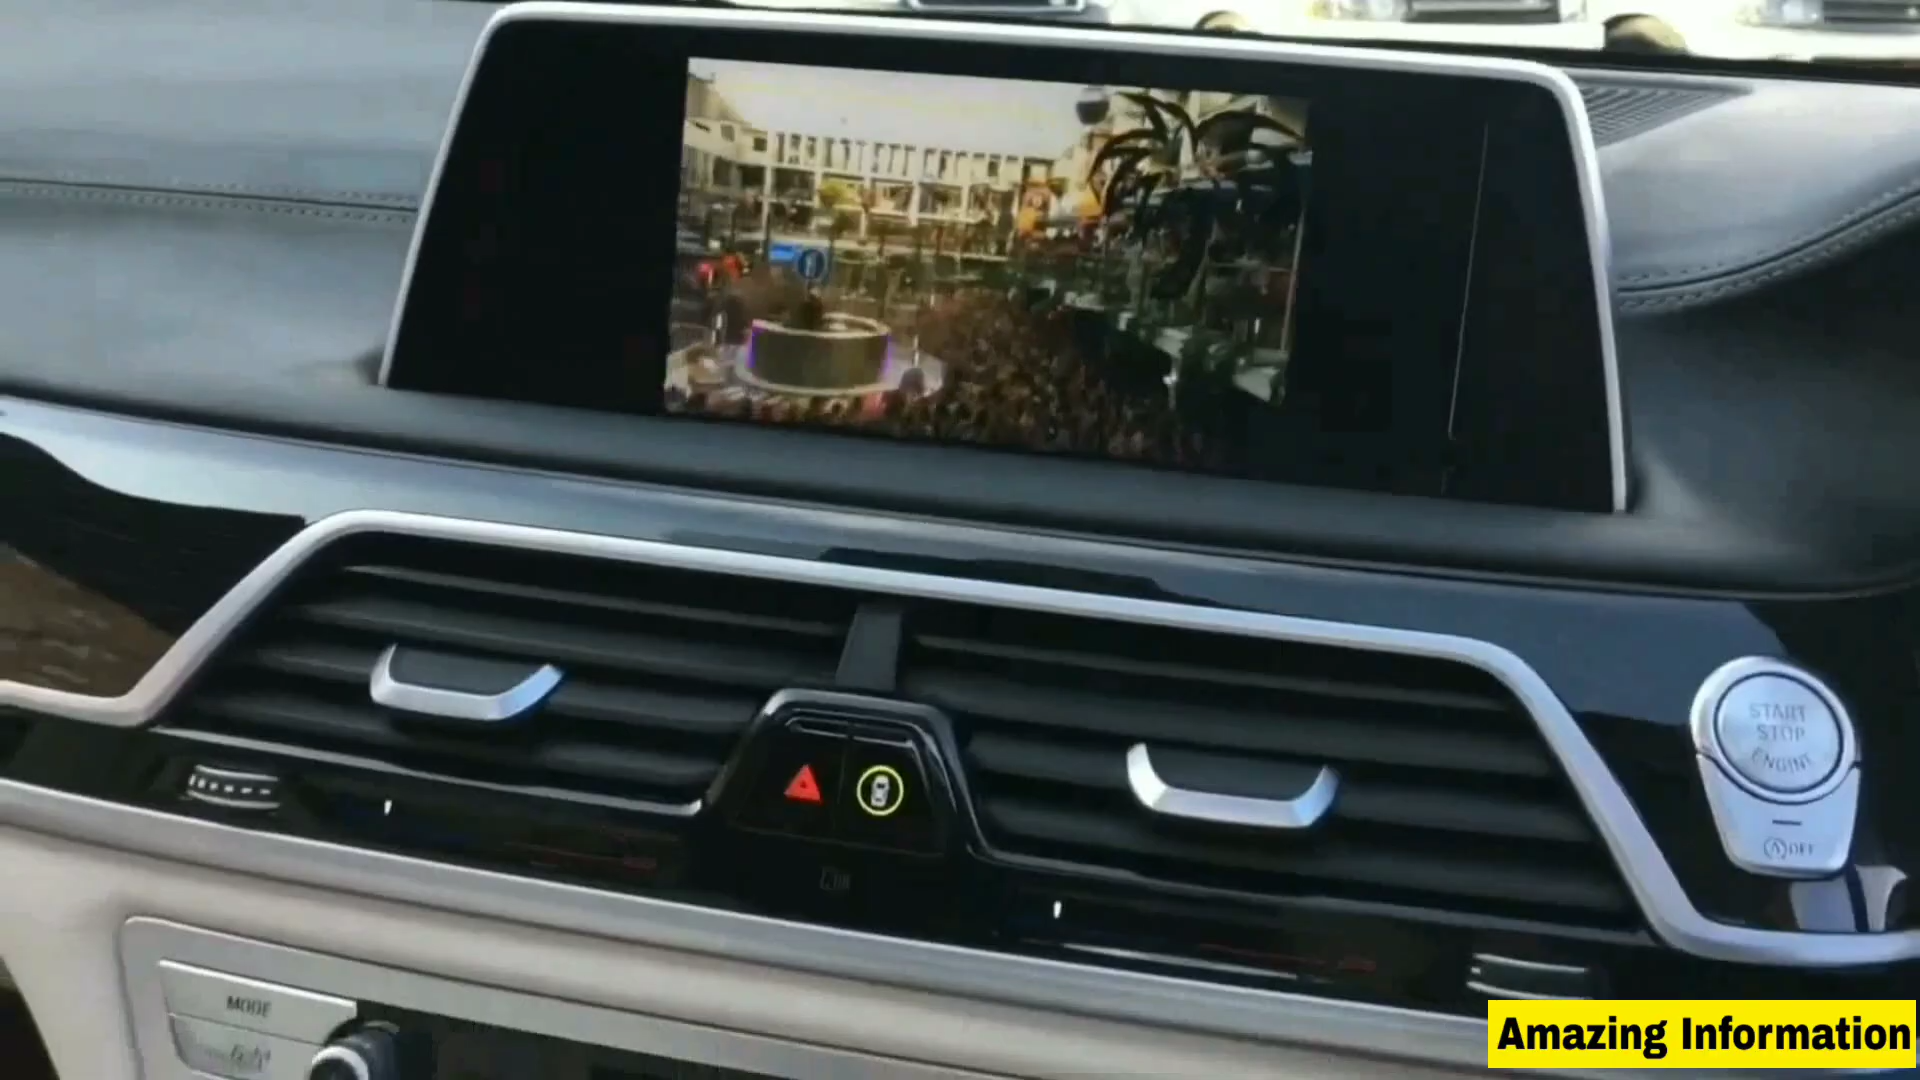 START
STOP
ENGINE
OFF
MODE
Amazing Information